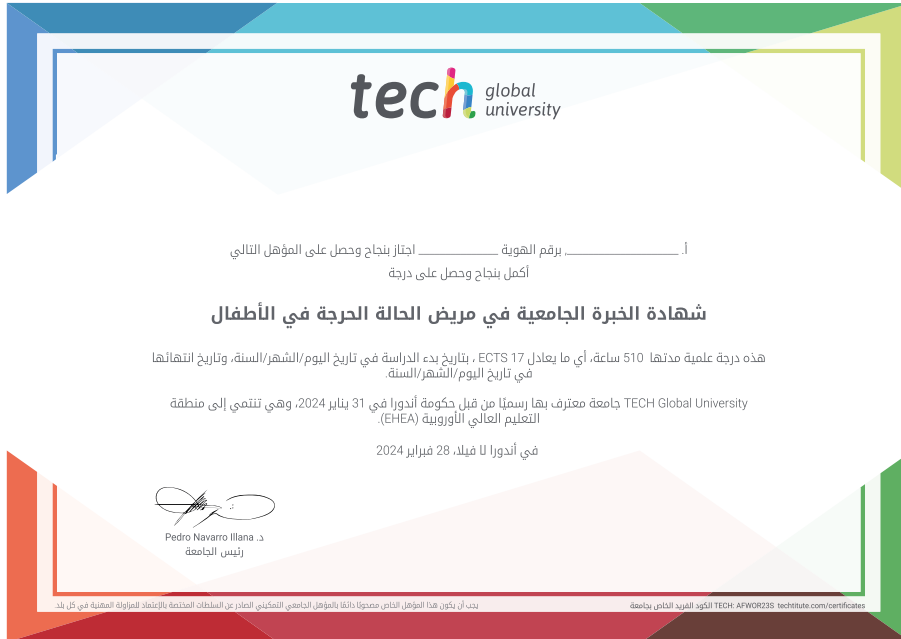 tech global university
أ. ________________, برقم الهوية ____________ اجتاز بنجاح وحصل على المؤهل التالي
أكمل بنجاح وحصل على درجة
شهادة الخبرة الجامعية في مريض الحالة الحرجة في الأطفال
هذه درجة علمية مدتها 510 ساعة، أي ما يعادل 17 ECTS ، بتاريخ بدء الدراسة في تاريخ اليوم/الشهر/السنة، وتاريخ انتهائها
في تاريخ اليوم/الشهر/السنة.
TECH Global University جامعة معترف بها رسميًا من قبل حكومة أندورا في 31 يناير 2024، وهي تنتمي إلى منطقة
التعليم العالي الأوروبية (EHEA).
في أندورا لا فيلا، 28 فبراير 2024
د. Pedro Navarro Illana
رئيس الجامعة
يجب أن يكون هذا المؤهل الخاص مصحوبًا دائمًا بالمؤهل الجامعي التمكيني الصادر عن السلطات المختصة بالإعتماد للمزاولة المهنية في كل بلد.
الكود الفريد الخاص بجامعة TECH: AFWOR23S techtitute.com/certificates